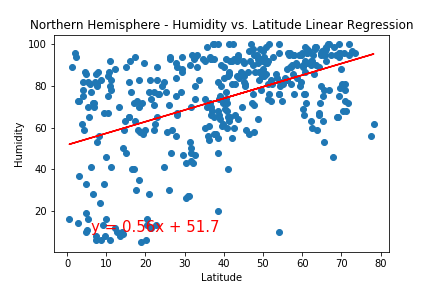 Northern Hemisphere - Humidity vs. Latitude Linear Regression
100
80
60
40
20
Humidity
y = 0.56x + 51.7
0 10 20 30 40 50 60 70 80
Latitude